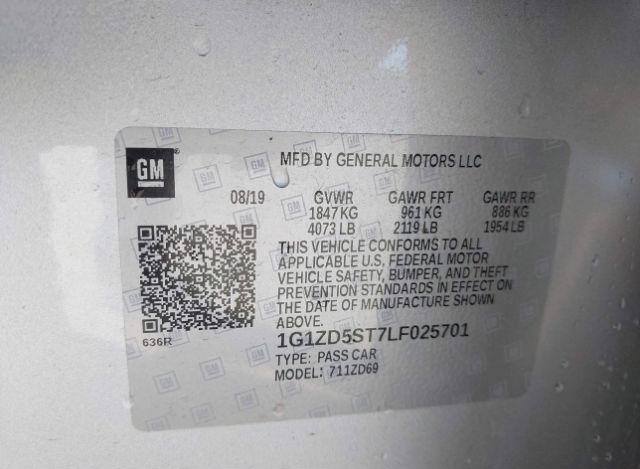 GM ®
MFD BY GENERAL MOTORS LLC
08/19 GVWR GAWR FRT GAWR RR
1847 KG 961 KG 886 KG
4073 LB 2119 LB 1954 LB
THIS VEHICLE CONFORMS TO ALL
APPLICABLE U.S. FEDERAL MOTOR
VEHICLE SAFETY, BUMPER, AND THEFT
PREVENTION STANDARDS IN EFFECT ON
THE DATE OF MANUFACTURE SHOWN
ABOVE.
636R
1G1ZD5ST7LF025701
TYPE: PASS CAR
MODEL: 711ZD69